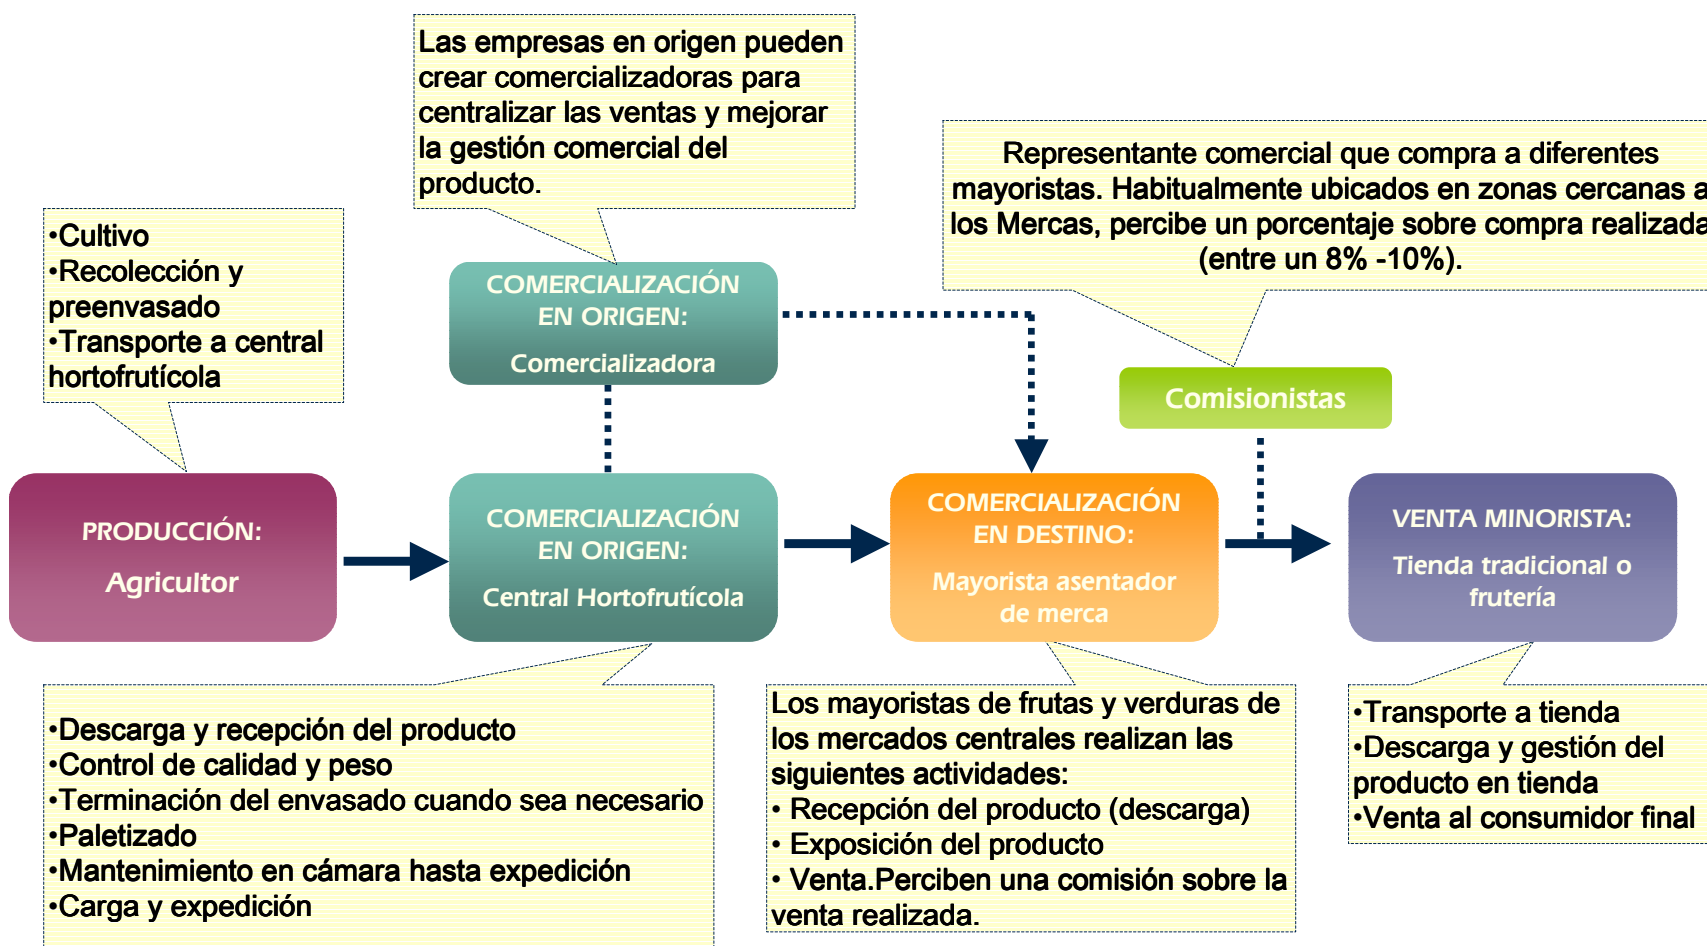 Las empresas en origen pueden
crear comercializadoras para
centralizar las ventas y mejorar
la gestión comercial del
producto.
Representante comercial que compra a diferentes
mayoristas. Habitualmente ubicados en zonas cercanas a
los Mercas, percibe un porcentaje sobre compra realizada
(entre un 8% -10%).
•Cultivo
•Recolección y
preenvasado
•Transporte a central
hortofrutícola
COMERCIALIZACIÓN
EN ORIGEN:
Comercializadora
Comisionistas
PRODUCCIÓN:
Agricultor
COMERCIALIZACIÓN
EN ORIGEN:
Central Hortofrutícola
COMERCIALIZACIÓN
EN DESTINO:
Mayorista asentador
de merca
VENTA MINORISTA:
Tienda tradicional o
frutería
•Descarga y recepción del producto
•Control de calidad y peso
•Terminación del envasado cuando sea necesario
•Paletizado
•Mantenimiento en cámara hasta expedición
•Carga y expedición
Los mayoristas de frutas y verduras de
los mercados centrales realizan las
siguientes actividades:
• Recepción del producto (descarga)
• Exposición del producto
• Venta.Perciben una comisión sobre la
venta realizada.
•Transporte a tienda
•Descarga y gestión del
producto en tienda
•Venta al consumidor final